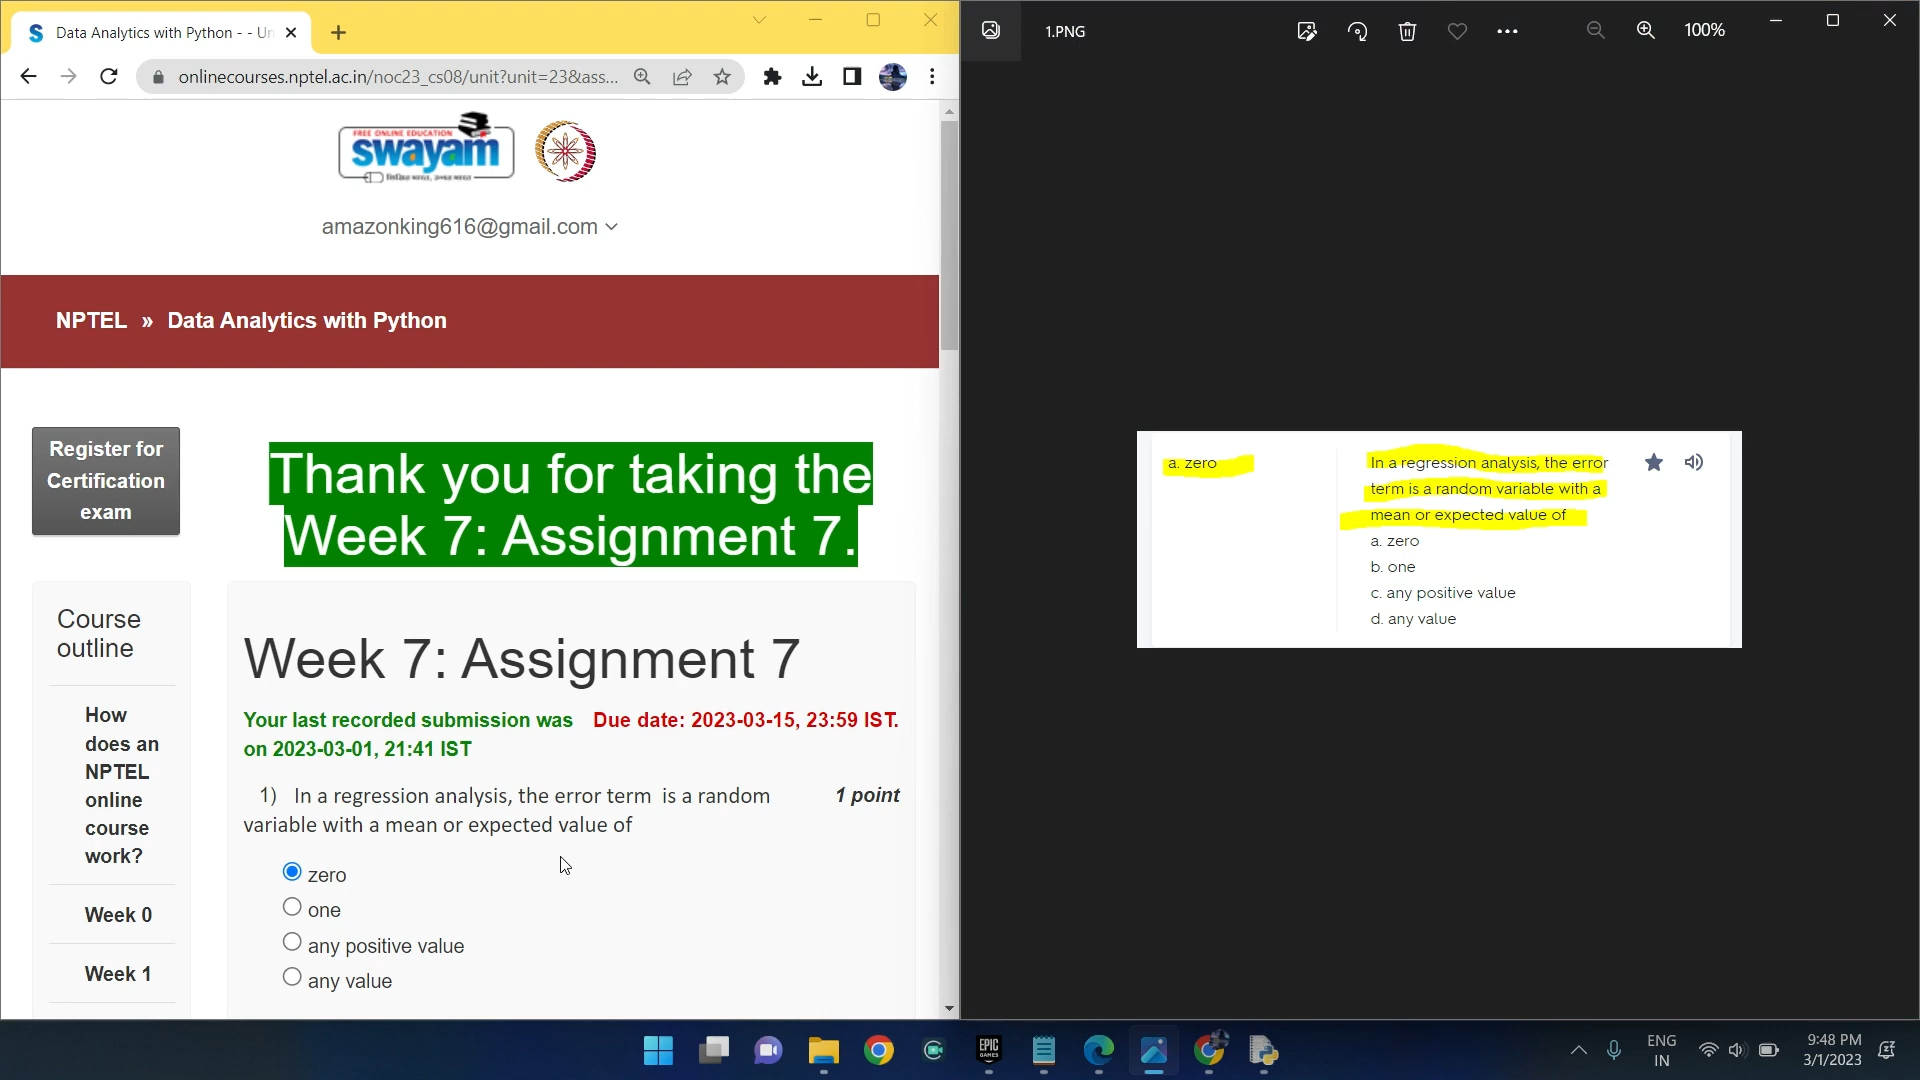 Data Analytics with Python - - Un
onlinecourses.nptel.ac.in/noc23_cs08/unit?unit=23&ass...
FREE ONLINE EDUCATION
swayam
amazonking616@gmail.com
NPTEL » Data Analytics with Python
Register for
Certification
exam
Thank you for taking the
Week 7: Assignment 7.
Course
outline
How
does an
NPTEL
online
course
work?
Week 0
Week 1
Week 7: Assignment 7
Your last recorded submission was
on 2023-03-01, 21:41 IST
Due date: 2023-03-15, 23:59 IST.
1) In a regression analysis, the error term is a random
variable with a mean or expected value of
1 point
zero
one
any positive value
any value
1.PNG
100%
a. zero
In a regression analysis, the error
term is a random variable with a
mean or expected value of
a. zero
b. one
c. any positive value
d. any value
EPIC
GAMES
ENG
IN
9:48 PM
3/1/2023